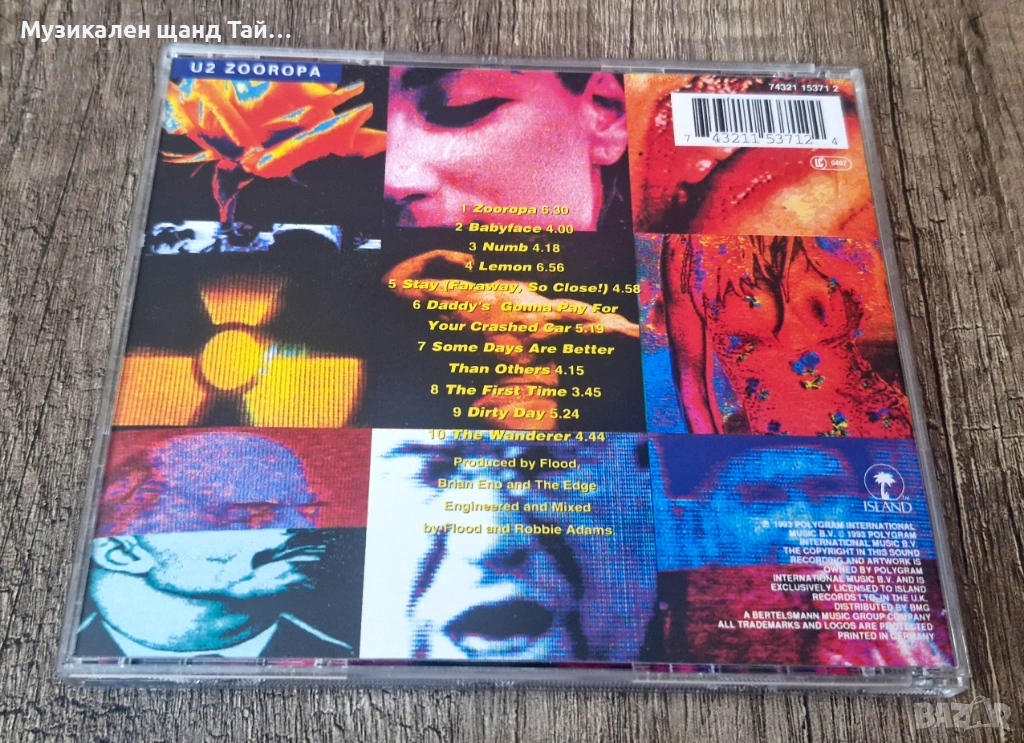 Музикален щанд Тай...
U2 ZOOROPA
74321 15371 2
7 43211 53712 4
LC 0407
1 Zooropa 6.30
2 Babyface 4.00
3 Numb 4.18
4 Lemon 6.56
5 Stay (Faraway, So Close!) 4.58
6 Daddy's Gonna Pay For
Your Crashed Car 5.19
7 Some Days Are Better
Than Others 4.15
8 The First Time 3.45
9 Dirty Day 5.24
10 The Wanderer 4.44
Produced by Flood,
Brian Eno and The Edge
Engineered and Mixed
by Flood and Robbie Adams
ISLAND
℗ 1993 POLYGRAM INTERNATIONAL
MUSIC B.V. © 1993 POLYGRAM
INTERNATIONAL MUSIC B.V.
THE COPYRIGHT IN THIS SOUND
RECORDING AND ARTWORK IS
OWNED BY POLYGRAM
INTERNATIONAL MUSIC B.V. AND IS
EXCLUSIVELY LICENSED TO ISLAND
RECORDS LTD. IN THE U.K.
DISTRIBUTED BY BMG
A BERTELSMANN MUSIC GROUP COMPANY
ALL TRADEMARKS AND LOGOS ARE PROTECTED
PRINTED IN GERMANY
BAZAR